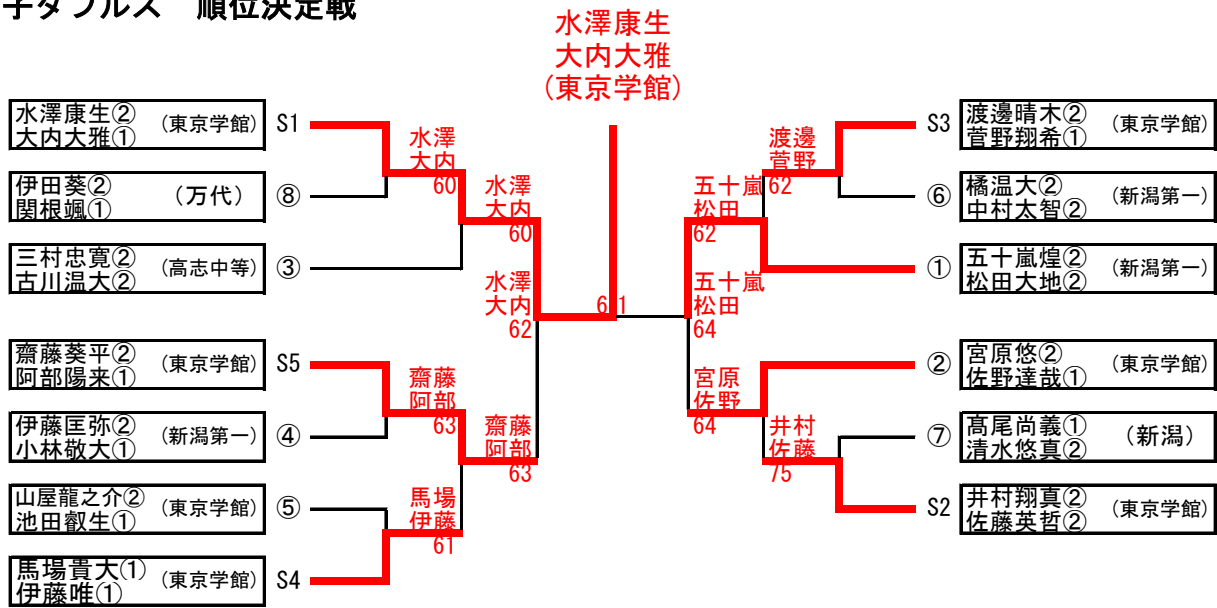 子ダブルス 順位決定戦
水澤康生
大内大雅
(東京学館)
水澤康生② (東京学館) S1
大内大雅①
伊田葵② (万代) ⑧
関根颯①
三村忠寛② (高志中等) ③
古川温大②
齋藤葵平② (東京学館) S5
阿部陽来①
伊藤匡弥② (新潟第一) ④
小林敬大①
山屋龍之介② (東京学館) ⑤
池田叡生①
馬場貴大① (東京学館) S4
伊藤唯①
水澤
大内
60
水澤
大内
60
水澤
大内
62
齋藤
阿部
63
齋藤
阿部
63
馬場
伊藤
61
61
渡邊
菅野
62
五十嵐
松田
62
五十嵐
松田
64
宮原
佐野
64
井村
佐藤
75
S3 渡邊晴木② (東京学館)
菅野翔希①
⑥ 橘温大② (新潟第一)
中村太智②
① 五十嵐煌② (新潟第一)
松田大地②
② 宮原悠② (東京学館)
佐野達哉①
⑦ 髙尾尚義① (新潟)
清水悠真②
S2 井村翔真② (東京学館)
佐藤英哲②